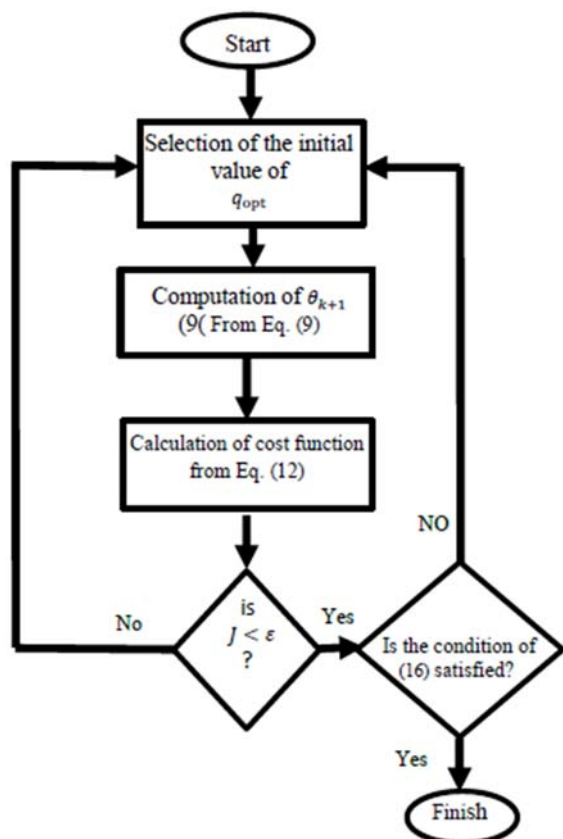 Start
Selection of the initial
value of
q_opt
Computation of θ_{k+1}
(9( From Eq. (9)
Calculation of cost function
from Eq. (12)
is
J < ε
?
No
Yes
NO
Is the condition of
(16) satisfied?
Yes
Finish